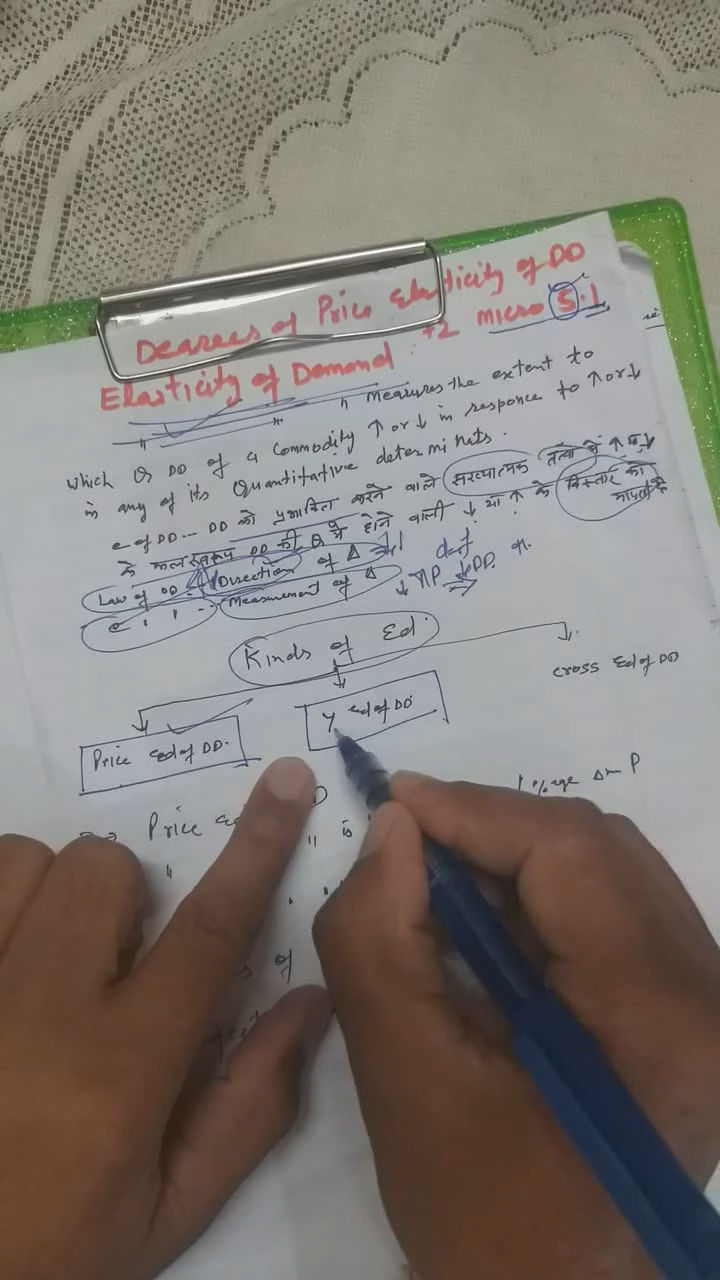 Degrees of Price Elasticity of DD
Elasticity of Demand +2 micro 5.1
" Measures the extent to
which Q DD of a Commodity ↑ or ↓ in responce to ↑ or ↓
in any of its Quantitative determinets.
e of DD... DD को प्रभावित करने वाले संख्यात्मक तत्वों में ↑ या ↓
के फलस्वरूप DD की Q में होने वाली ↓ या ↑ के विस्तार को
Law of DD Direction of Δ
e Measurement of Δ ↓ ↑P ↓DD
Kinds of Ed.
cross Ed of DD
Price Ed of DD. Y Ed of DD
Price is %age Δ in P
" "
of